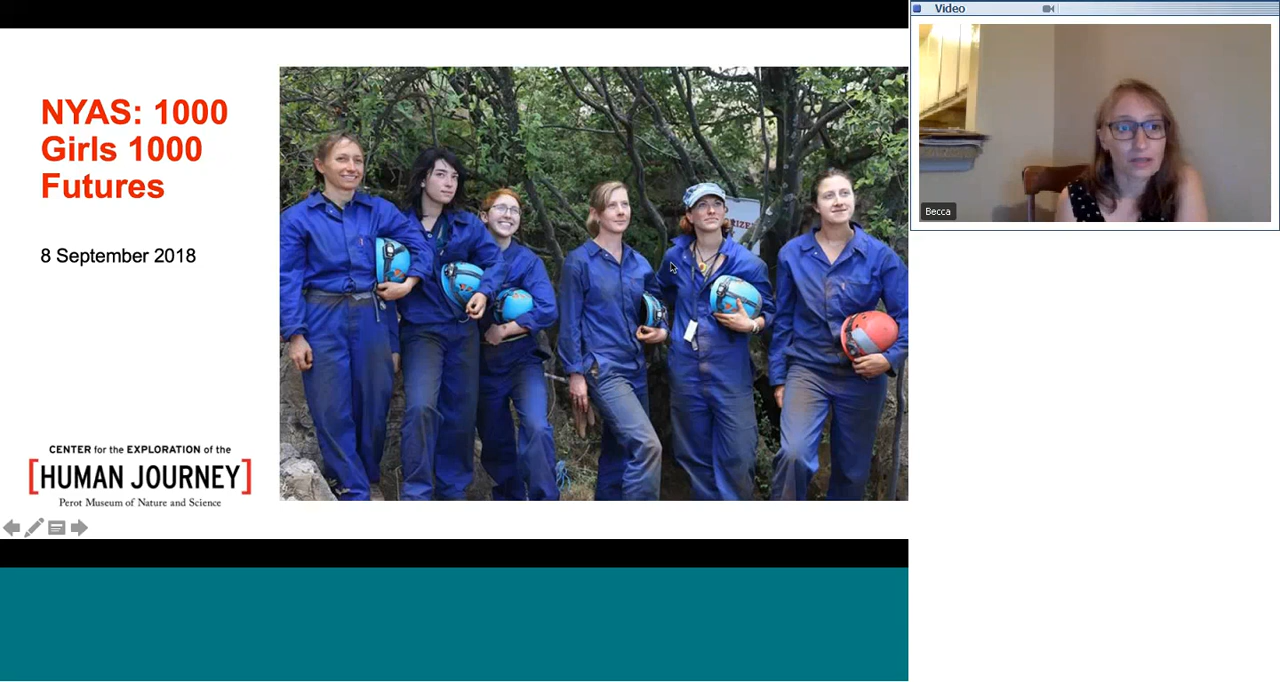 NYAS: 1000
Girls 1000
Futures
8 September 2018
CENTER for the EXPLORATION of the
[HUMAN JOURNEY]
Perot Museum of Nature and Science
Video
Becca